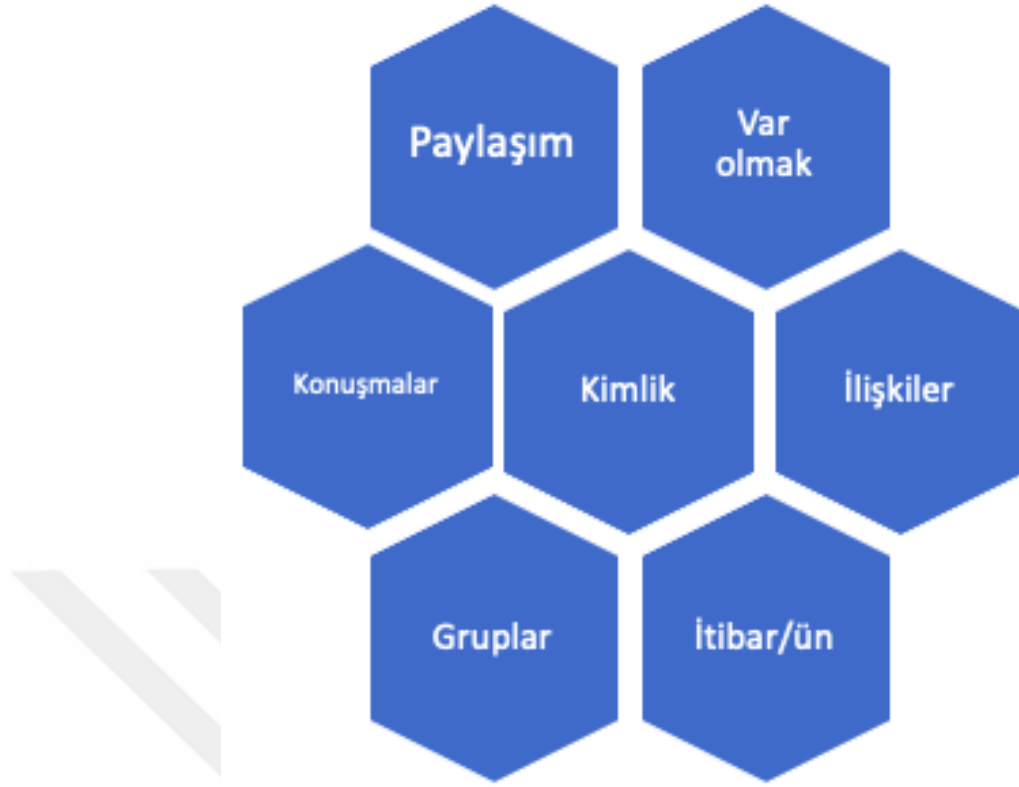 Paylaşım
Var
olmak
Konuşmalar
Kimlik
İlişkiler
Gruplar
İtibar/ün